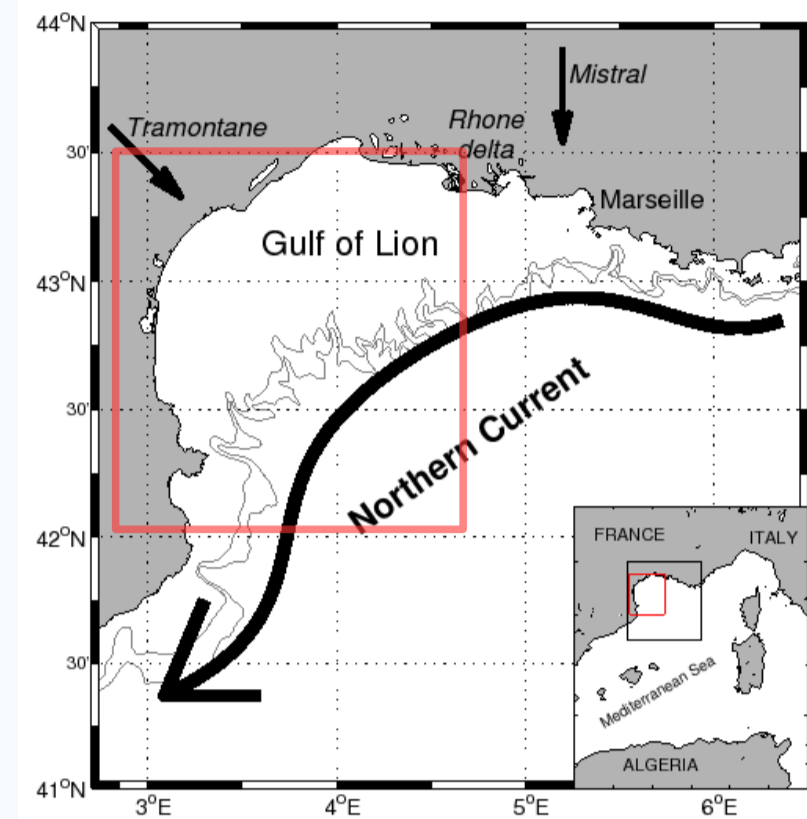 44°N
Mistral
Tramontane
Rhone
delta
30'
Marseille
Gulf of Lion
43°N
Northern Current
30'
FRANCE
ITALY
42°N
30'
Mediterranean Sea
ALGERIA
41°N
3°E
4°E
5°E
6°E